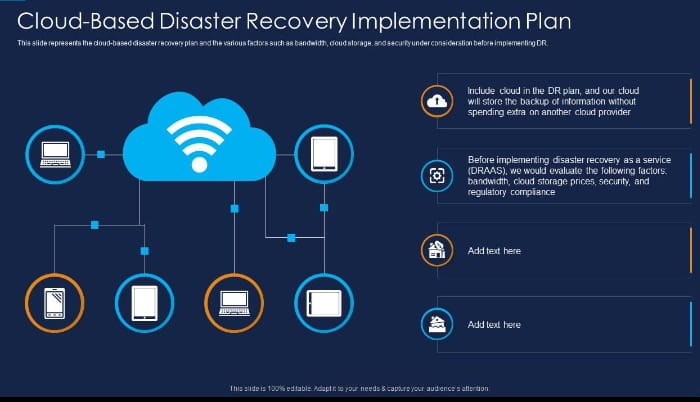 Cloud-Based Disaster Recovery Implementation Plan
This slide represents the cloud-based disaster recovery plan and the various factors such as bandwidth, cloud storage, and security under consideration before implementing DR.
Include cloud in the DR plan, and our cloud
will store the backup of information without
spending extra on another cloud provider
Before implementing disaster recovery as a service
(DRAAS), we would evaluate the following factors:
bandwidth, cloud storage prices, security, and
regulatory compliance
Add text here
Add text here
This slide is 100% editable. Adapt it to your needs & capture your audience's attention.